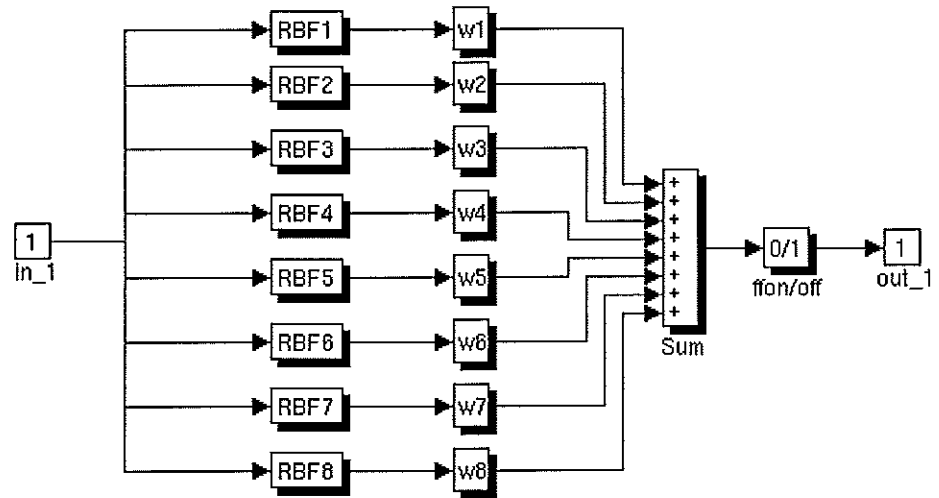 RBF1
w1
RBF2
w2
RBF3
w3
RBF4
w4
RBF5
w5
RBF6
w6
RBF7
w7
RBF8
w8
1
in_1
+
+
+
+
+
+
+
+
Sum
0/1
ffon/off
1
out_1